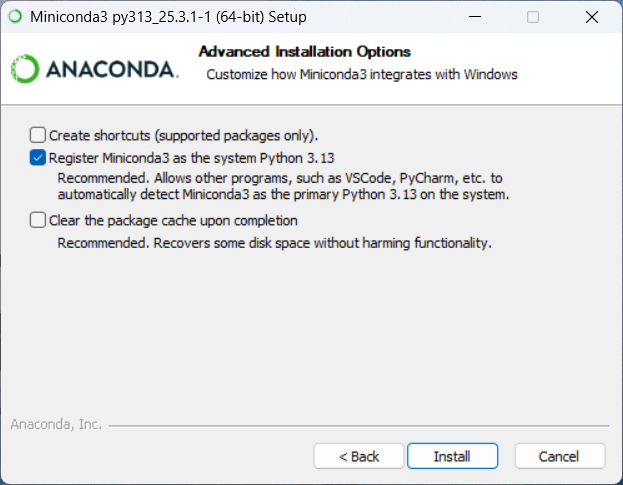 Miniconda3 py313_25.3.1-1 (64-bit) Setup
Advanced Installation Options
ANACONDA.
Customize how Miniconda3 integrates with Windows
Create shortcuts (supported packages only).
Register Miniconda3 as the system Python 3.13
Recommended. Allows other programs, such as VSCode, PyCharm, etc. to
automatically detect Miniconda3 as the primary Python 3.13 on the system.
Clear the package cache upon completion
Recommended. Recovers some disk space without harming functionality.
Anaconda, Inc.
< Back
Install
Cancel